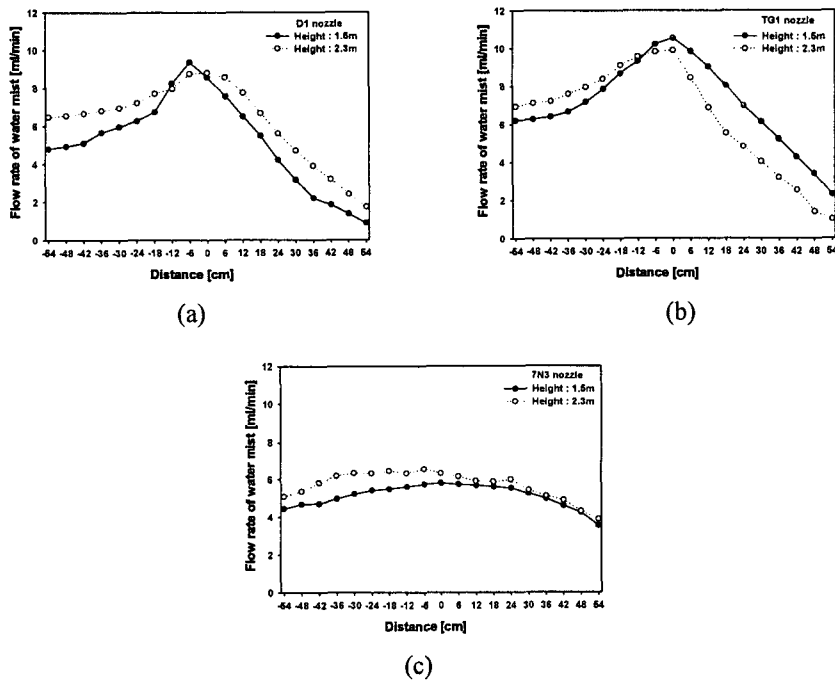 D1 nozzle
Height : 1.5m
Height : 2.3m
12
10
8
6
4
2
0
Flow rate of water mist [ml/min]
-54 -48 -42 -36 -30 -24 -18 -12 -6 0 6 12 18 24 30 36 42 48 54
Distance [cm]
(a)
TG1 nozzle
Height : 1.5m
Height : 2.3m
12
10
8
6
4
2
0
Flow rate of water mist [ml/min]
-54 -48 -42 -36 -30 -24 -18 -12 -6 0 6 12 18 24 30 36 42 48 54
Distance [cm]
(b)
7N3 nozzle
Height : 1.5m
Height : 2.3m
12
10
8
6
4
2
0
Flow rate of water mist [ml/min]
-54 -48 -42 -36 -30 -24 -18 -12 -6 0 6 12 18 24 30 36 42 48 54
Distance [cm]
(c)